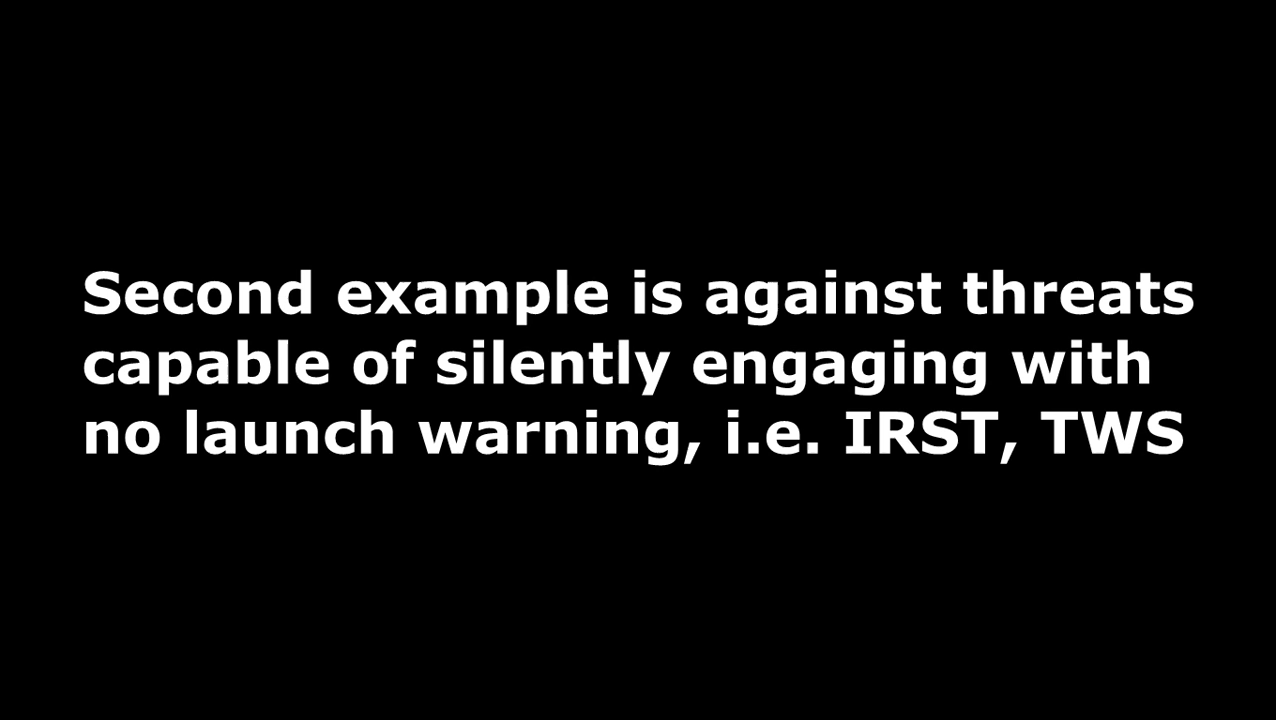 Second example is against threats
capable of silently engaging with
no launch warning, i.e. IRST, TWS